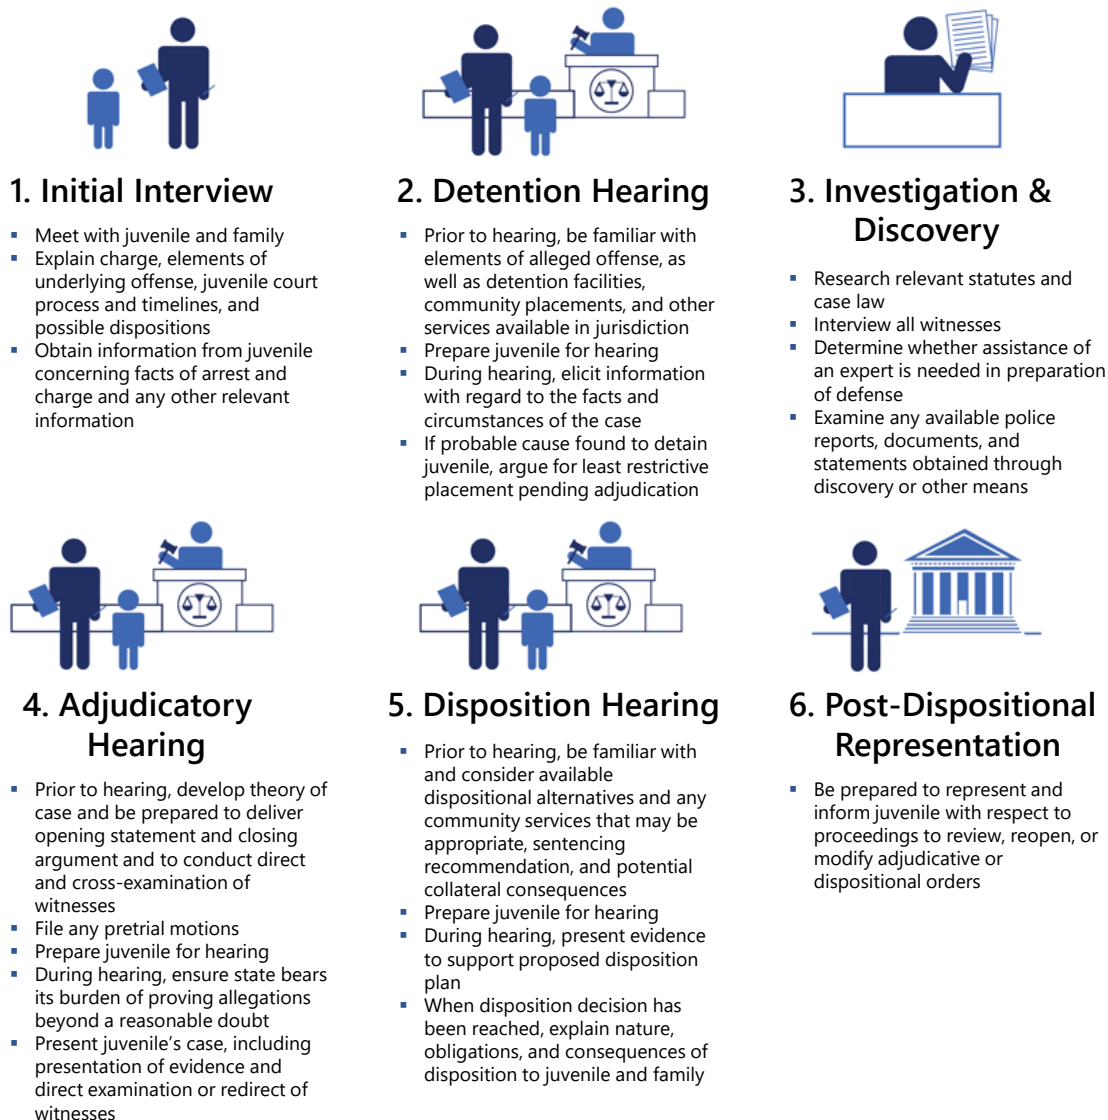 1. Initial Interview
▪ Meet with juvenile and family
▪ Explain charge, elements of
underlying offense, juvenile court
process and timelines, and
possible dispositions
▪ Obtain information from juvenile
concerning facts of arrest and
charge and any other relevant
information
2. Detention Hearing
▪ Prior to hearing, be familiar with
elements of alleged offense, as
well as detention facilities,
community placements, and other
services available in jurisdiction
▪ Prepare juvenile for hearing
▪ During hearing, elicit information
with regard to the facts and
circumstances of the case
▪ If probable cause found to detain
juvenile, argue for least restrictive
placement pending adjudication
3. Investigation &
Discovery
▪ Research relevant statutes and
case law
▪ Interview all witnesses
▪ Determine whether assistance of
an expert is needed in preparation
of defense
▪ Examine any available police
reports, documents, and
statements obtained through
discovery or other means
4. Adjudicatory
Hearing
▪ Prior to hearing, develop theory of
case and be prepared to deliver
opening statement and closing
argument and to conduct direct
and cross-examination of
witnesses
▪ File any pretrial motions
▪ Prepare juvenile for hearing
▪ During hearing, ensure state bears
its burden of proving allegations
beyond a reasonable doubt
▪ Present juvenile’s case, including
presentation of evidence and
direct examination or redirect of
witnesses
5. Disposition Hearing
▪ Prior to hearing, be familiar with
and consider available
dispositional alternatives and any
community services that may be
appropriate, sentencing
recommendation, and potential
collateral consequences
▪ Prepare juvenile for hearing
▪ During hearing, present evidence
to support proposed disposition
plan
▪ When disposition decision has
been reached, explain nature,
obligations, and consequences of
disposition to juvenile and family
6. Post-Dispositional
Representation
▪ Be prepared to represent and
inform juvenile with respect to
proceedings to review, reopen, or
modify adjudicative or
dispositional orders